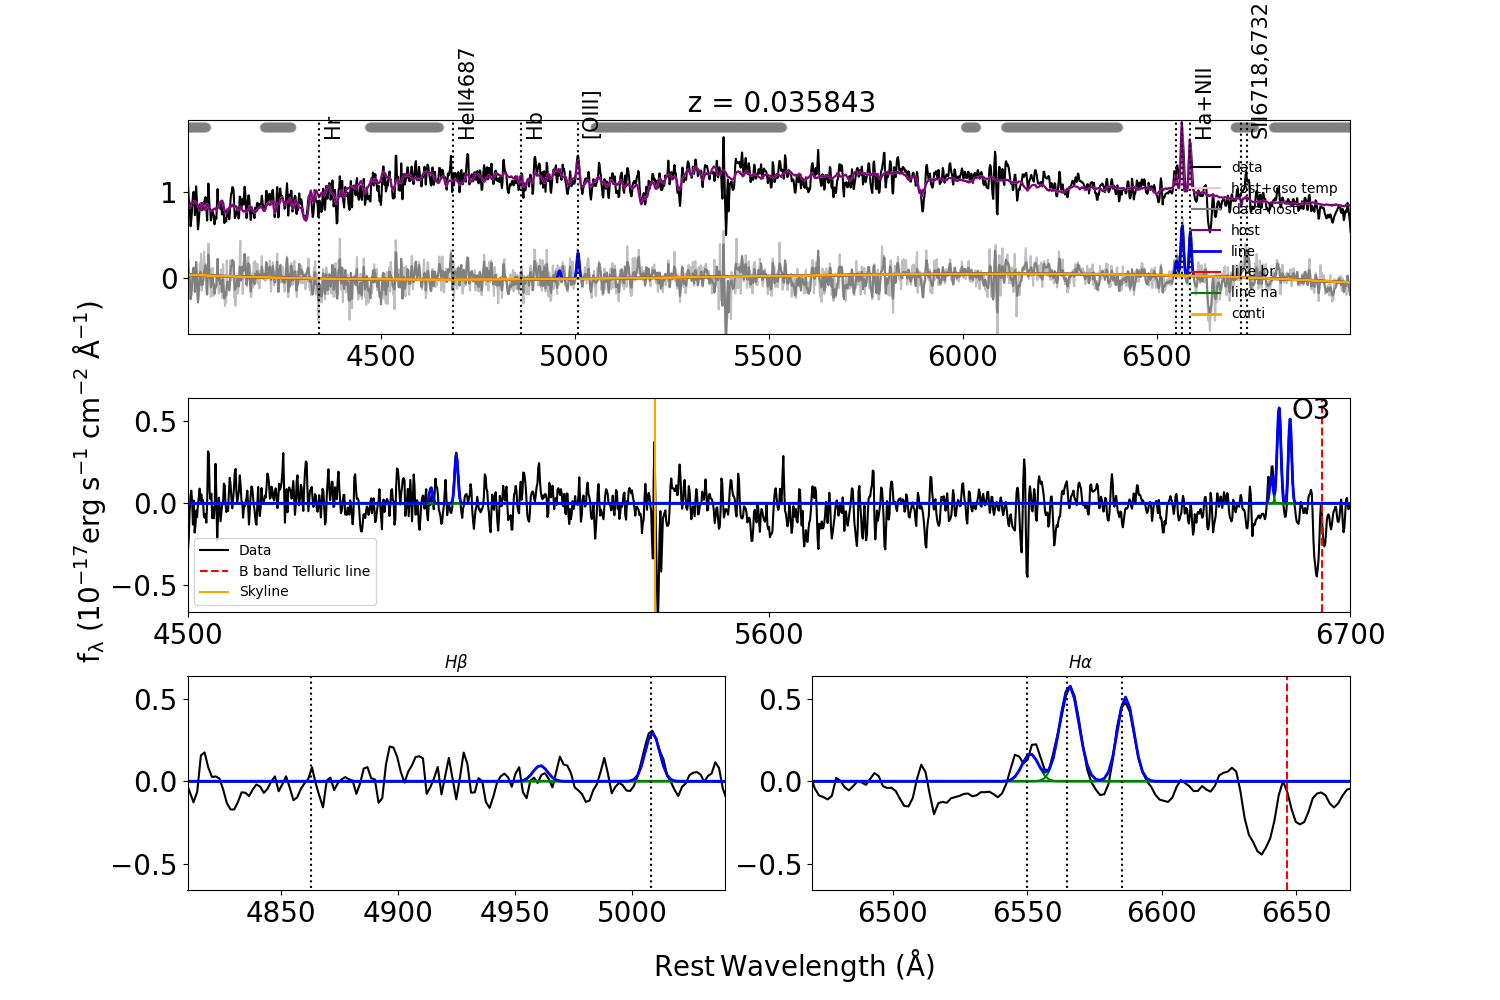 z = 0.035843
Hr
HeII4687
Hb
[OIII]
Ha+NII
SII6718,6732
data
host+qso temp
data-host
host
line
line br
line na
conti
1
0
4500
5000
5500
6000
6500
fλ (10⁻¹⁷erg s⁻¹ cm⁻² Å⁻¹)
O3
0.5
0.0
−0.5
Data
B band Telluric line
Skyline
4500
5600
6700
Hβ
0.5
0.0
−0.5
4850
4900
4950
5000
Hα
0.5
0.0
−0.5
6500
6550
6600
6650
Rest Wavelength (Å)